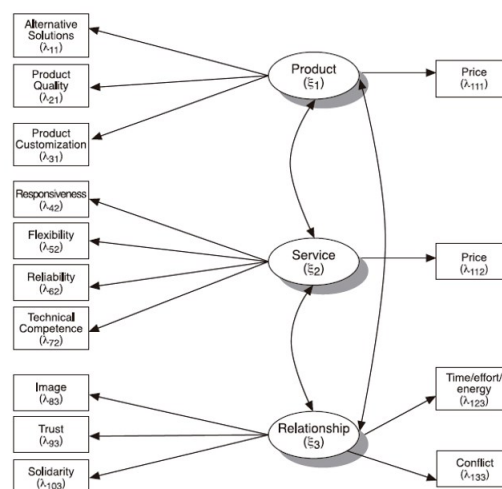 Alternative
Solutions
(λ11)
Product
Quality
(λ21)
Product
Customization
(λ31)
Responsiveness
(λ42)
Flexibility
(λ52)
Reliability
(λ62)
Technical
Competence
(λ72)
Image
(λ83)
Trust
(λ93)
Solidarity
(λ103)
Product
(ξ1)
Service
(ξ2)
Relationship
(ξ3)
Price
(λ111)
Price
(λ112)
Time/effort/
energy
(λ123)
Conflict
(λ133)